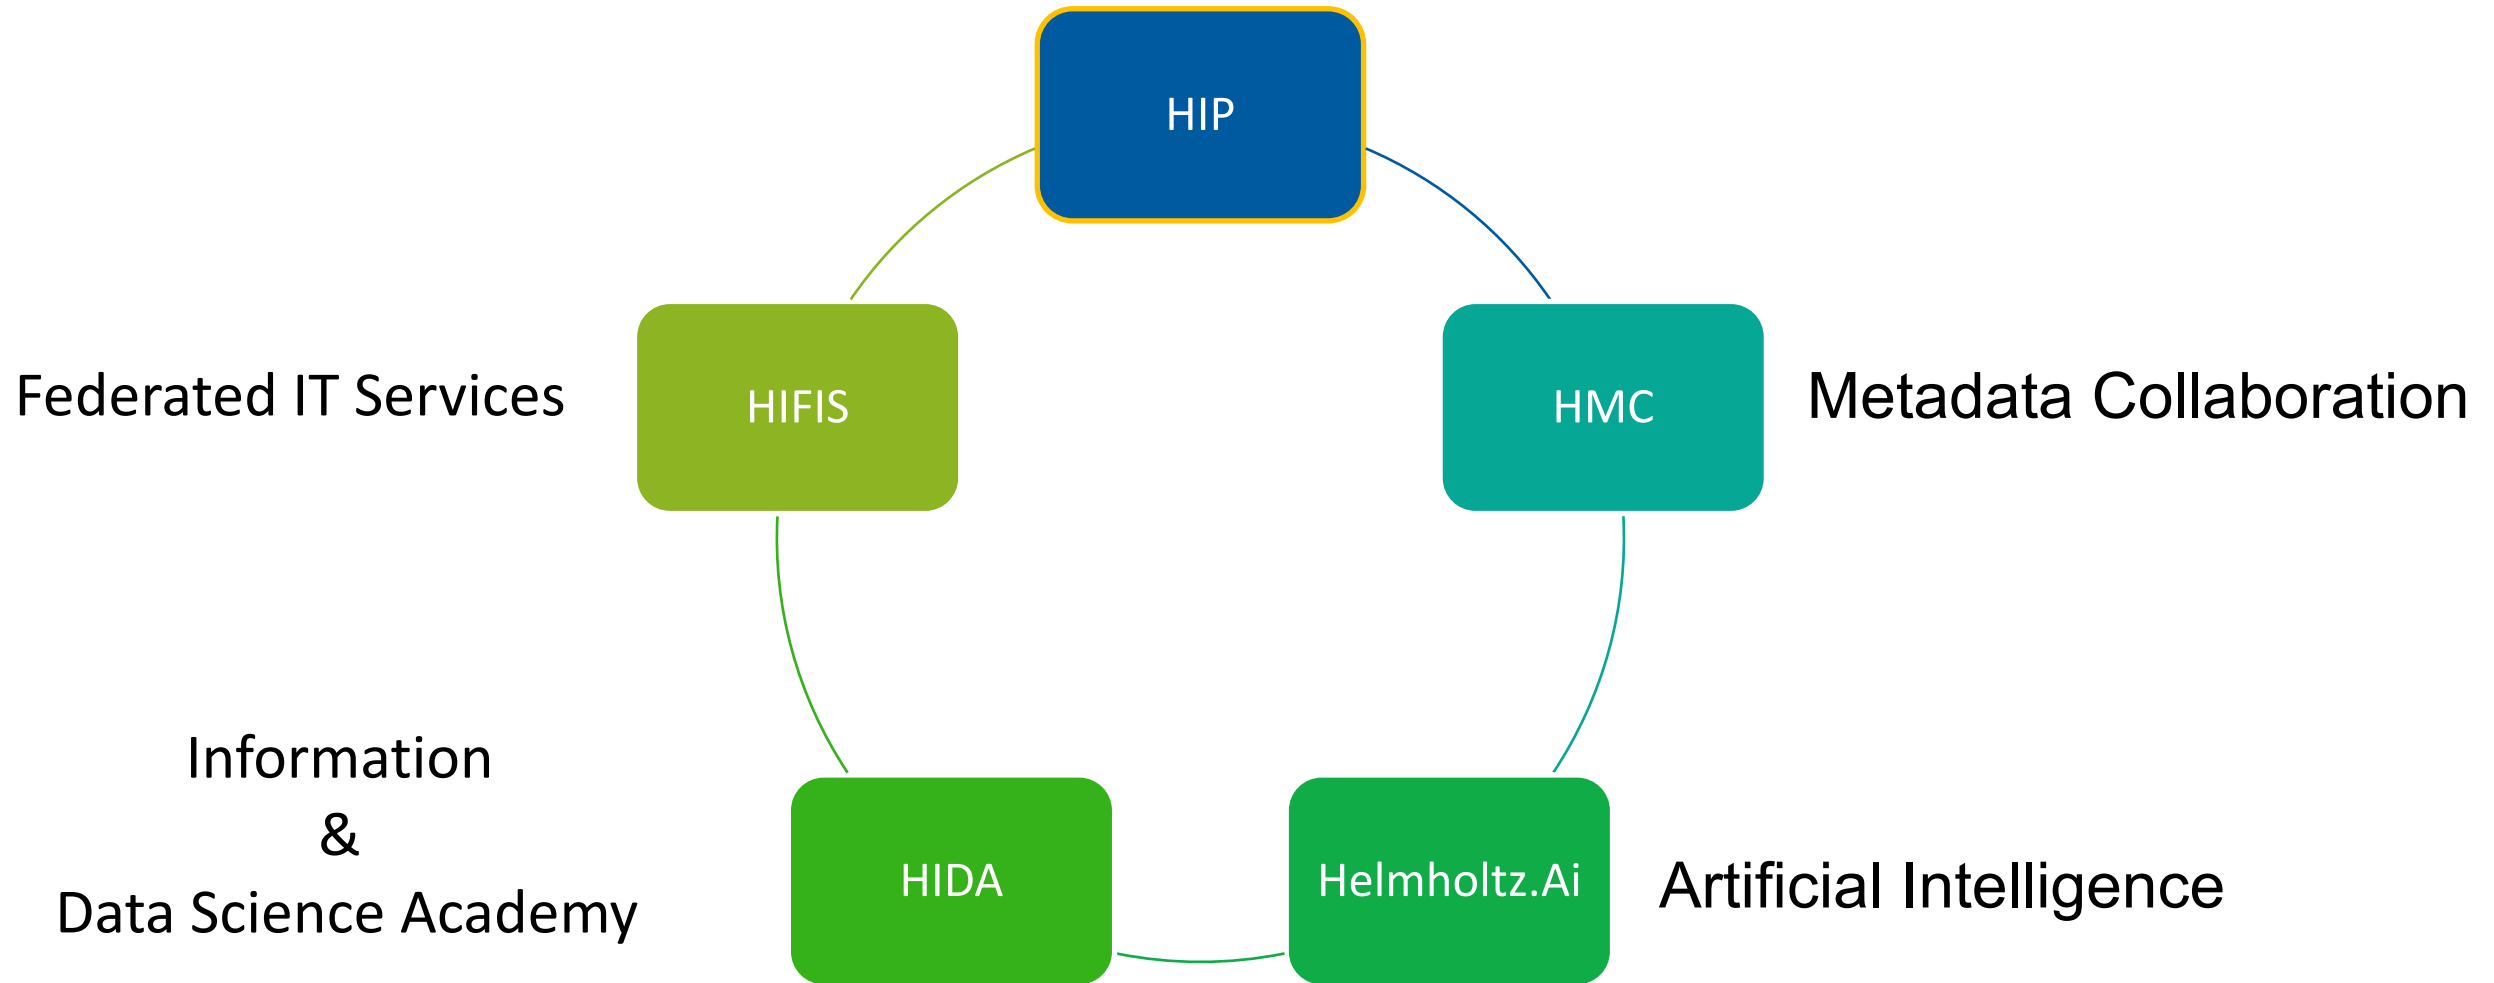 HIP
Federated IT Services
HIFIS
HMC
Metadata Collaboration
Information
&
Data Science Academy
HIDA
Helmholtz.Ai
Artificial Intelligence